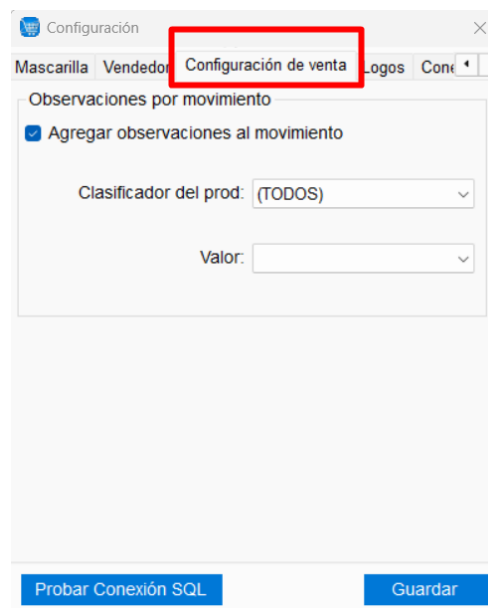 Configuración
Mascarilla Vendedor Configuración de venta Logos
Observaciones por movimiento
Agregar observaciones al movimiento
Clasificador del prod: (TODOS)
Valor:
Probar Conexión SQL Guardar